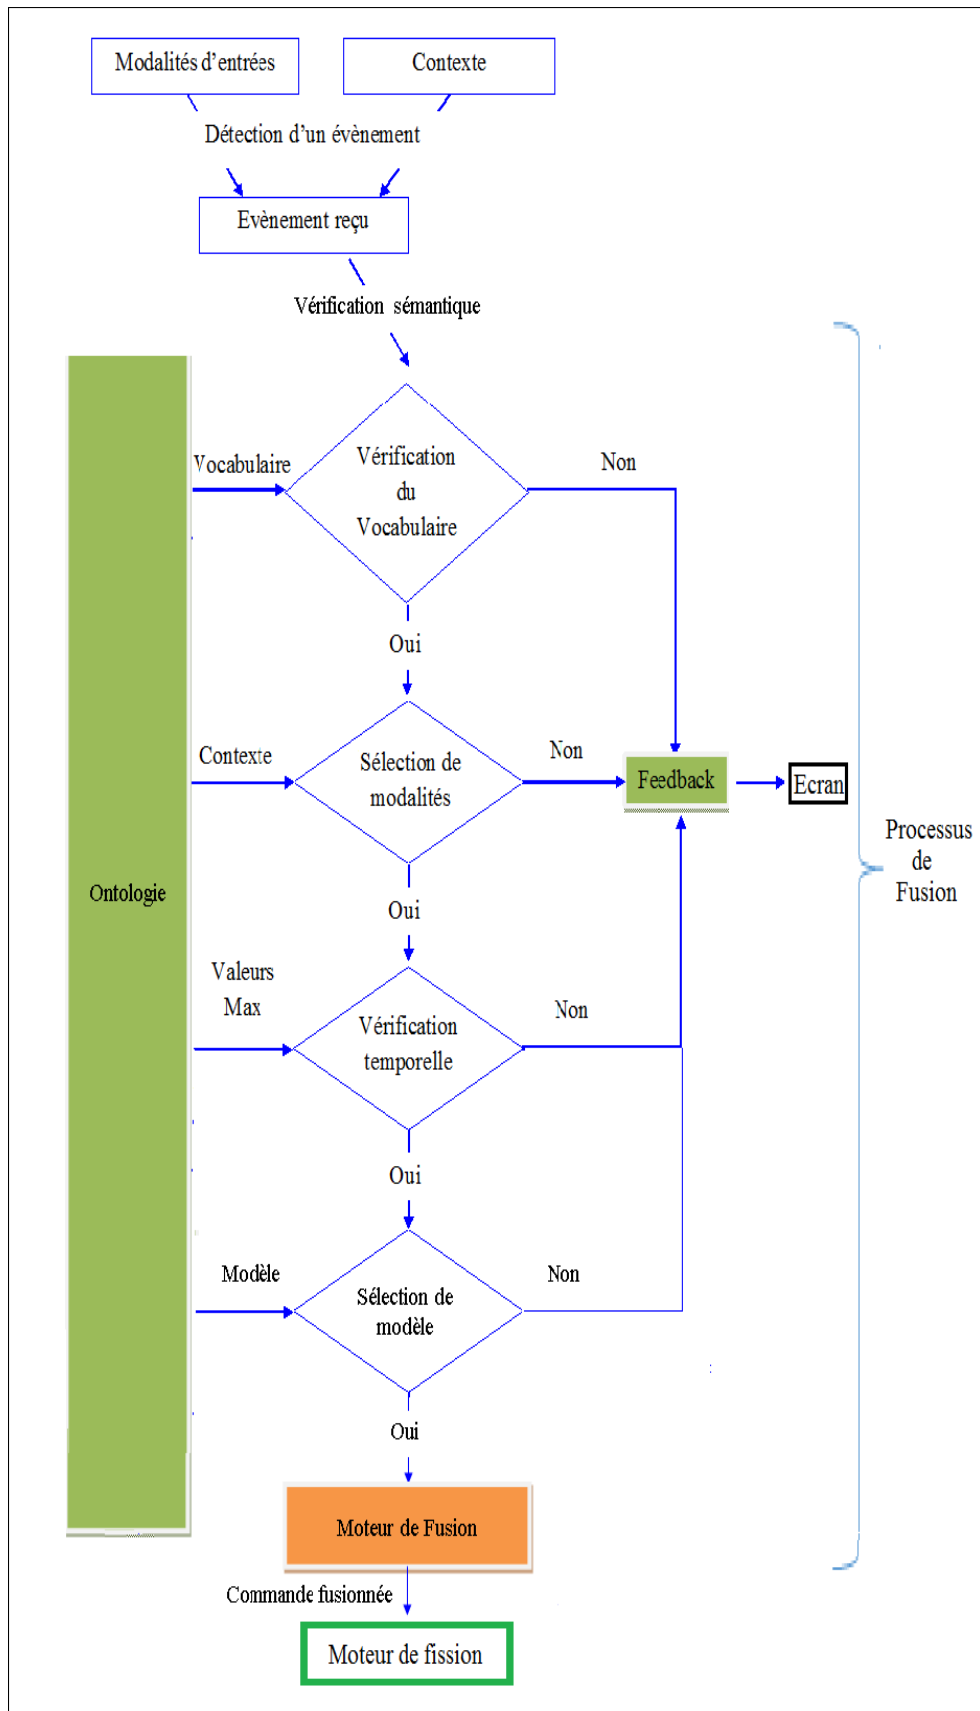 Modalités d'entrées
Contexte
Détection d'un évènement
Evènement reçu
Vérification sémantique
Vocabulaire
Vérification
du
Vocabulaire
Non
Oui
Contexte
Sélection de
modalités
Non
Feedback
Ecran
Processus
de
Fusion
Ontologie
Oui
Valeurs
Max
Vérification
temporelle
Non
Oui
Modèle
Sélection de
modèle
Non
Oui
Moteur de Fusion
Commande fusionnée
Moteur de fission